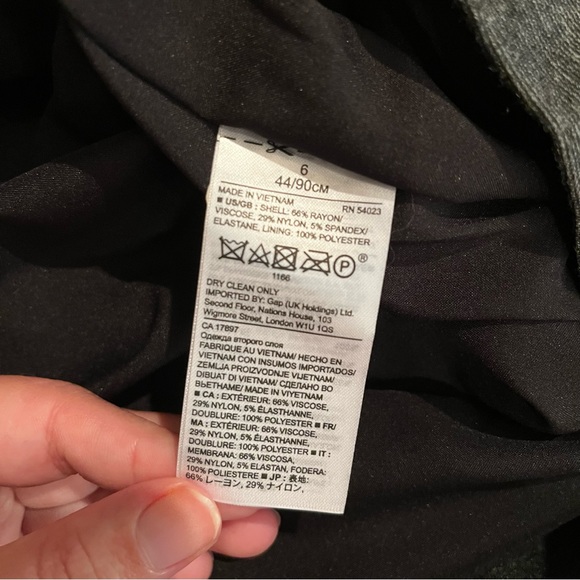 6
44/90CM
MADE IN VIETNAM RN 54023
■ US/GB : SHELL: 66% RAYON/
VISCOSE, 29% NYLON, 5% SPANDEX/
ELASTANE, LINING: 100% POLYESTER
P ®
1166
DRY CLEAN ONLY
IMPORTED BY: Gap (UK Holdings) Ltd.
Second Floor, Nations House, 103
Wigmore Street, London W1U 1QS
CA 17897
Одежда второго слоя
FABRIQUÉ AU VIETNAM/ HECHO EN
VIETNAM CON INSUMOS IMPORTADOS/
ZEMLJA PROIZVODNJE VIJETNAM/
DIBUAT DI VIETNAM/ СДЕЛАНО ВО
ВЬЕТНАМЕ/ MADE IN VIYETNAM
■ CA : EXTÉRIEUR: 66% VISCOSE,
29% NYLON, 5% ÉLASTHANNE,
DOUBLURE: 100% POLYESTER ■ FR/
MA : EXTÉRIEUR: 66% VISCOSE,
29% NYLON, 5% ÉLASTHANNE,
DOUBLURE: 100% POLYESTER ■ IT :
MEMBRANA: 66% VISCOSA,
29% NYLON, 5% ELASTAN, FODERA:
100% POLIESTERE ■ JP : 表地:
66% レーヨン, 29% ナイロン,